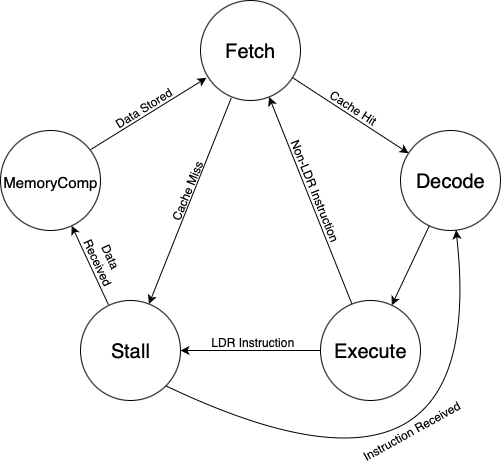 Fetch
Data Stored
Cache Hit
Cache Miss
Non-LDR Instruction
MemoryComp
Decode
Data
Received
Stall
LDR Instruction
Execute
Instruction Received